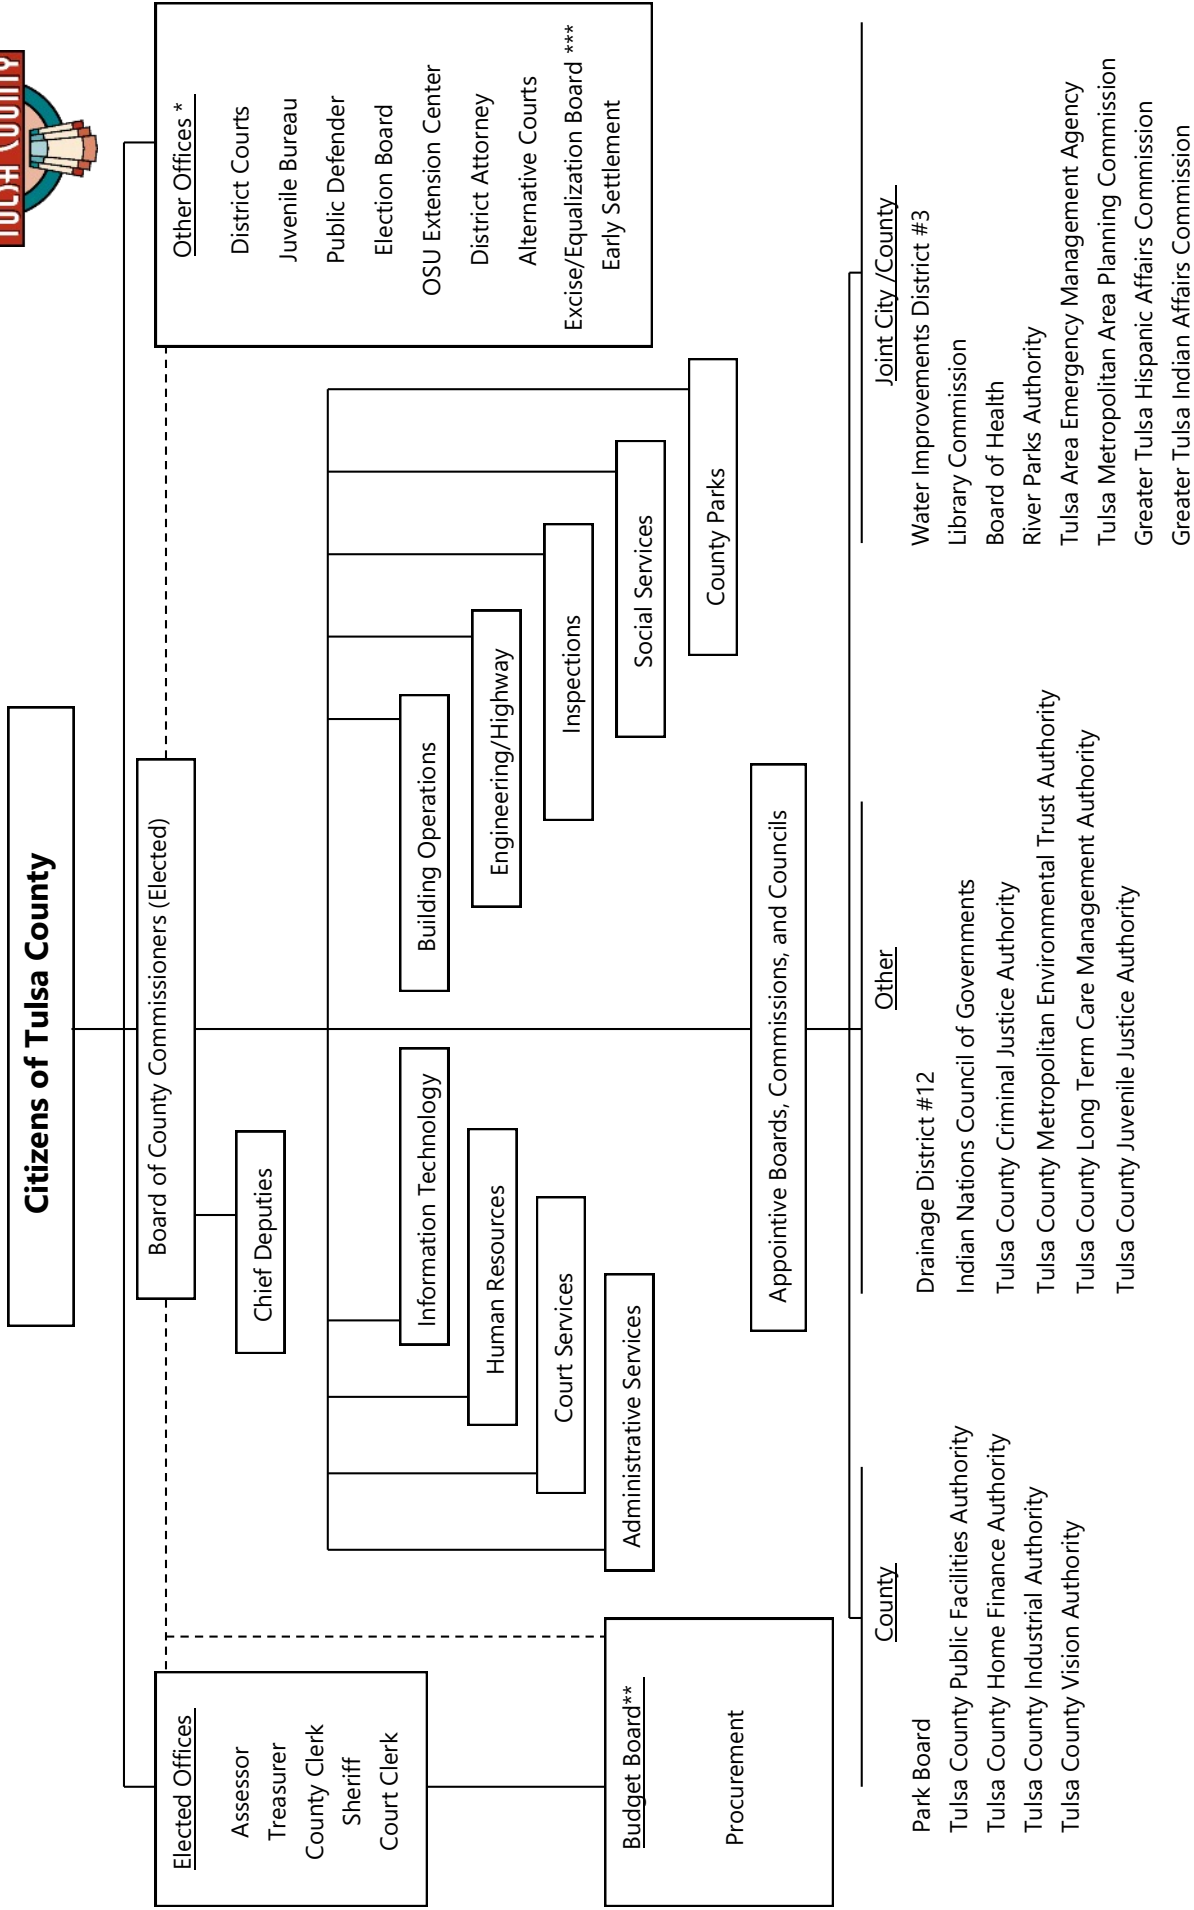 TULSA COUNTY
Citizens of Tulsa County
Board of County Commissioners (Elected)
Chief Deputies
Elected Offices
Assessor
Treasurer
County Clerk
Sheriff
Court Clerk
Other Offices *
District Courts
Juvenile Bureau
Public Defender
Election Board
OSU Extension Center
District Attorney
Alternative Courts
Excise/Equalization Board ***
Early Settlement
Information Technology
Human Resources
Court Services
Administrative Services
Building Operations
Engineering/Highway
Inspections
Social Services
County Parks
Budget Board**
Procurement
Appointive Boards, Commissions, and Councils
County
Park Board
Tulsa County Public Facilities Authority
Tulsa County Home Finance Authority
Tulsa County Industrial Authority
Tulsa County Vision Authority
Other
Drainage District #12
Indian Nations Council of Governments
Tulsa County Criminal Justice Authority
Tulsa County Metropolitan Environmental Trust Authority
Tulsa County Long Term Care Management Authority
Tulsa County Juvenile Justice Authority
Joint City /County
Water Improvements District #3
Library Commission
Board of Health
River Parks Authority
Tulsa Area Emergency Management Agency
Tulsa Metropolitan Area Planning Commission
Greater Tulsa Hispanic Affairs Commission
Greater Tulsa Indian Affairs Commission